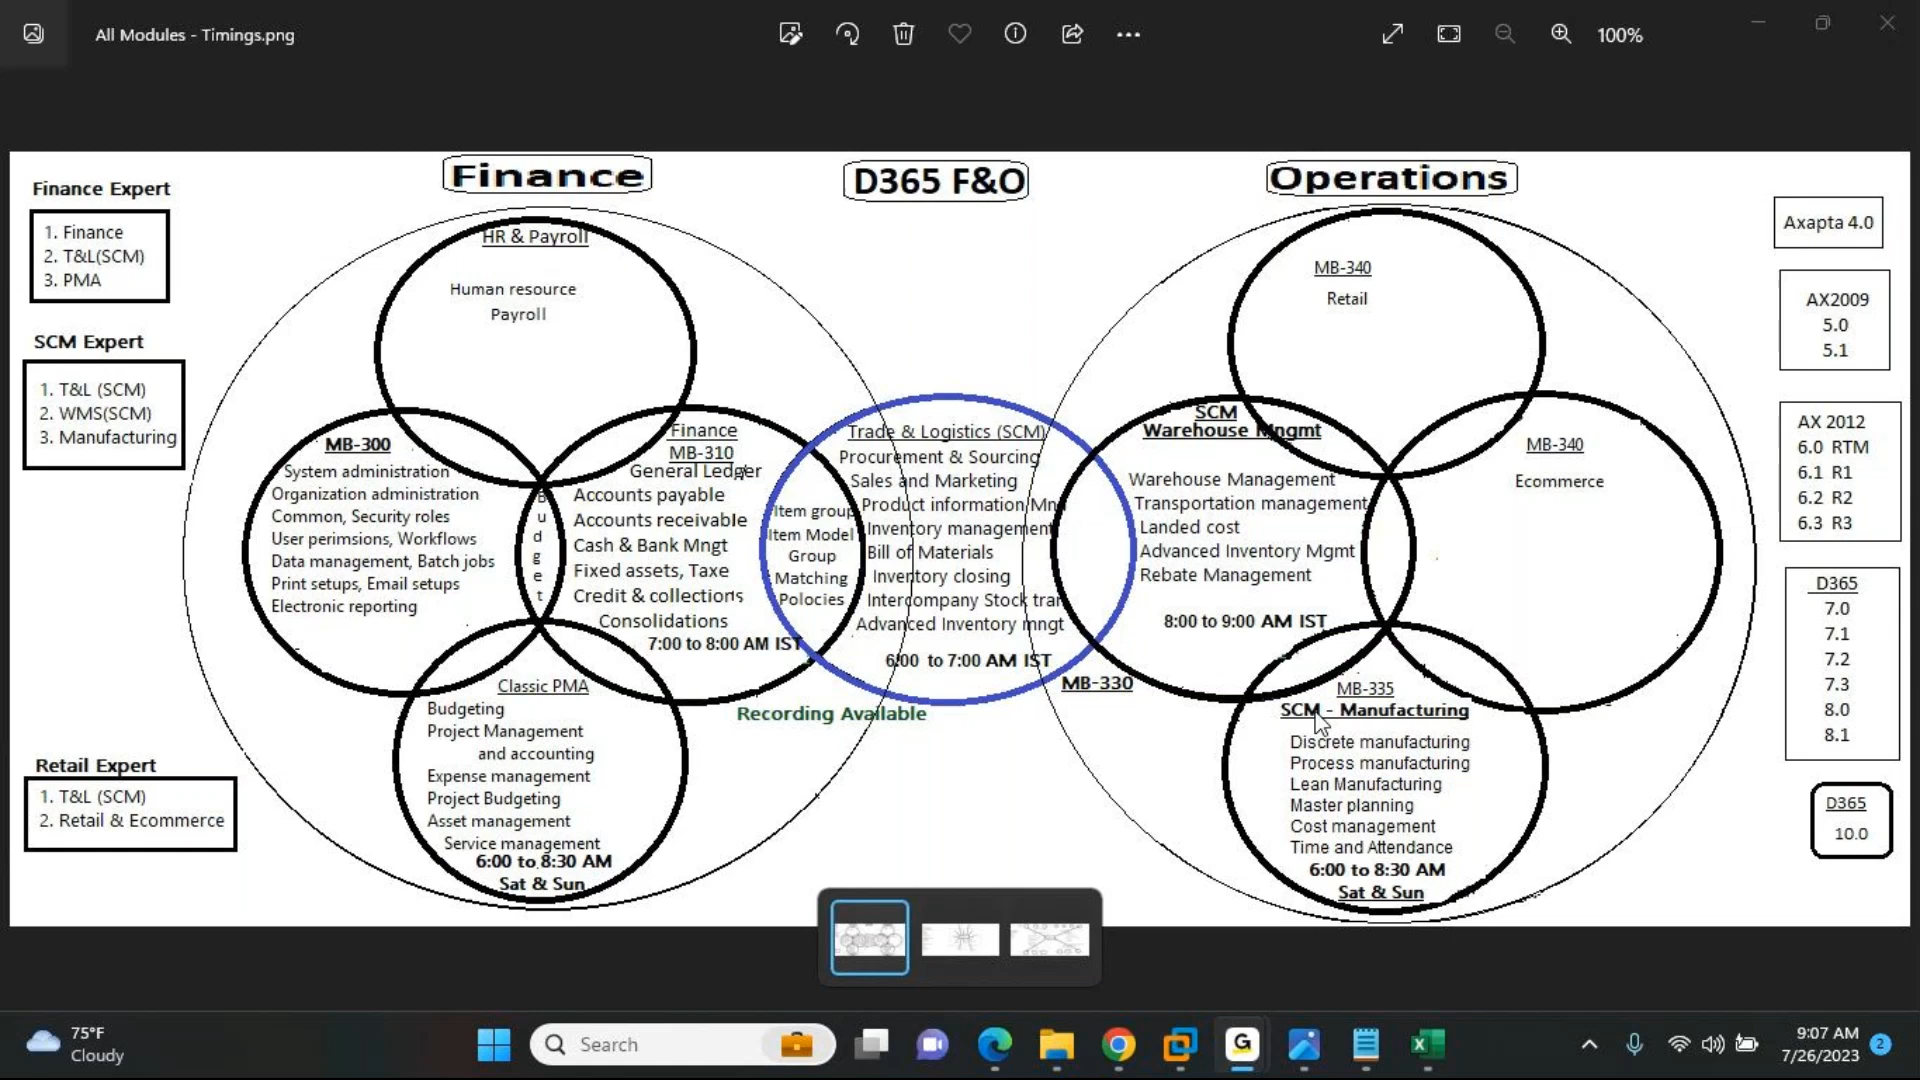 All Modules - Timings.png
100%
Finance
D365 F&O
Operations
Finance Expert
1. Finance
2. T&L(SCM)
3. PMA
SCM Expert
1. T&L (SCM)
2. WMS(SCM)
3. Manufacturing
Retail Expert
1. T&L (SCM)
2. Retail & Ecommerce
HR & Payroll
Human resource
Payroll
MB-300
System administration
Organization administration
Common, Security roles
User perimsions, Workflows
Data management, Batch jobs
Print setups, Email setups
Electronic reporting
B
u
d
g
e
t
Finance
MB-310
General Ledger
Accounts payable
Accounts receivable
Cash & Bank Mngt
Fixed assets, Taxe
Credit & collections
Consolidations
7:00 to 8:00 AM IST
Classic PMA
Budgeting
Project Management
and accounting
Expense management
Project Budgeting
Asset management
Service management
6:00 to 8:30 AM
Sat & Sun
Item group
Item Model
Group
Matching
Polocies
Trade & Logistics (SCM)
Procurement & Sourcing
Sales and Marketing
Product information Mn
Inventory management
Bill of Materials
Inventory closing
Intercompany Stock tran
Advanced Inventory mngt
6:00 to 7:00 AM IST
Recording Available
MB-330
MB-340
Retail
SCM
Warehouse Mngmt
Warehouse Management
Transportation management
Landed cost
Advanced Inventory Mgmt
Rebate Management
8:00 to 9:00 AM IST
MB-340
Ecommerce
MB-335
SCM - Manufacturing
Discrete manufacturing
Process manufacturing
Lean Manufacturing
Master planning
Cost management
Time and Attendance
6:00 to 8:30 AM
Sat & Sun
Axapta 4.0
AX2009
5.0
5.1
AX 2012
6.0 RTM
6.1 R1
6.2 R2
6.3 R3
D365
7.0
7.1
7.2
7.3
8.0
8.1
D365
10.0
75°F
Cloudy
Search
9:07 AM
7/26/2023
2